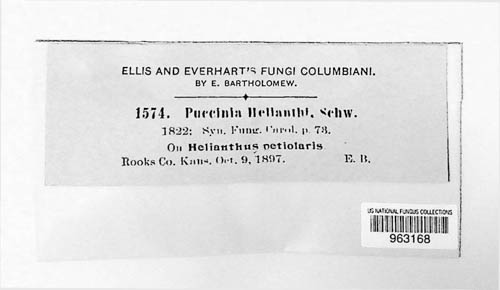 ELLIS AND EVERHART'S FUNGI COLUMBIANI.
BY E. BARTHOLOMEW.
1574. Puccinia Helianthi, Schw.
1822: Syn. Fung. Carol. p. 73.
On Helianthus petiolaris
Rooks Co. Kans. Oct. 9, 1897. E. B.
US NATIONAL FUNGUS COLLECTIONS
963168